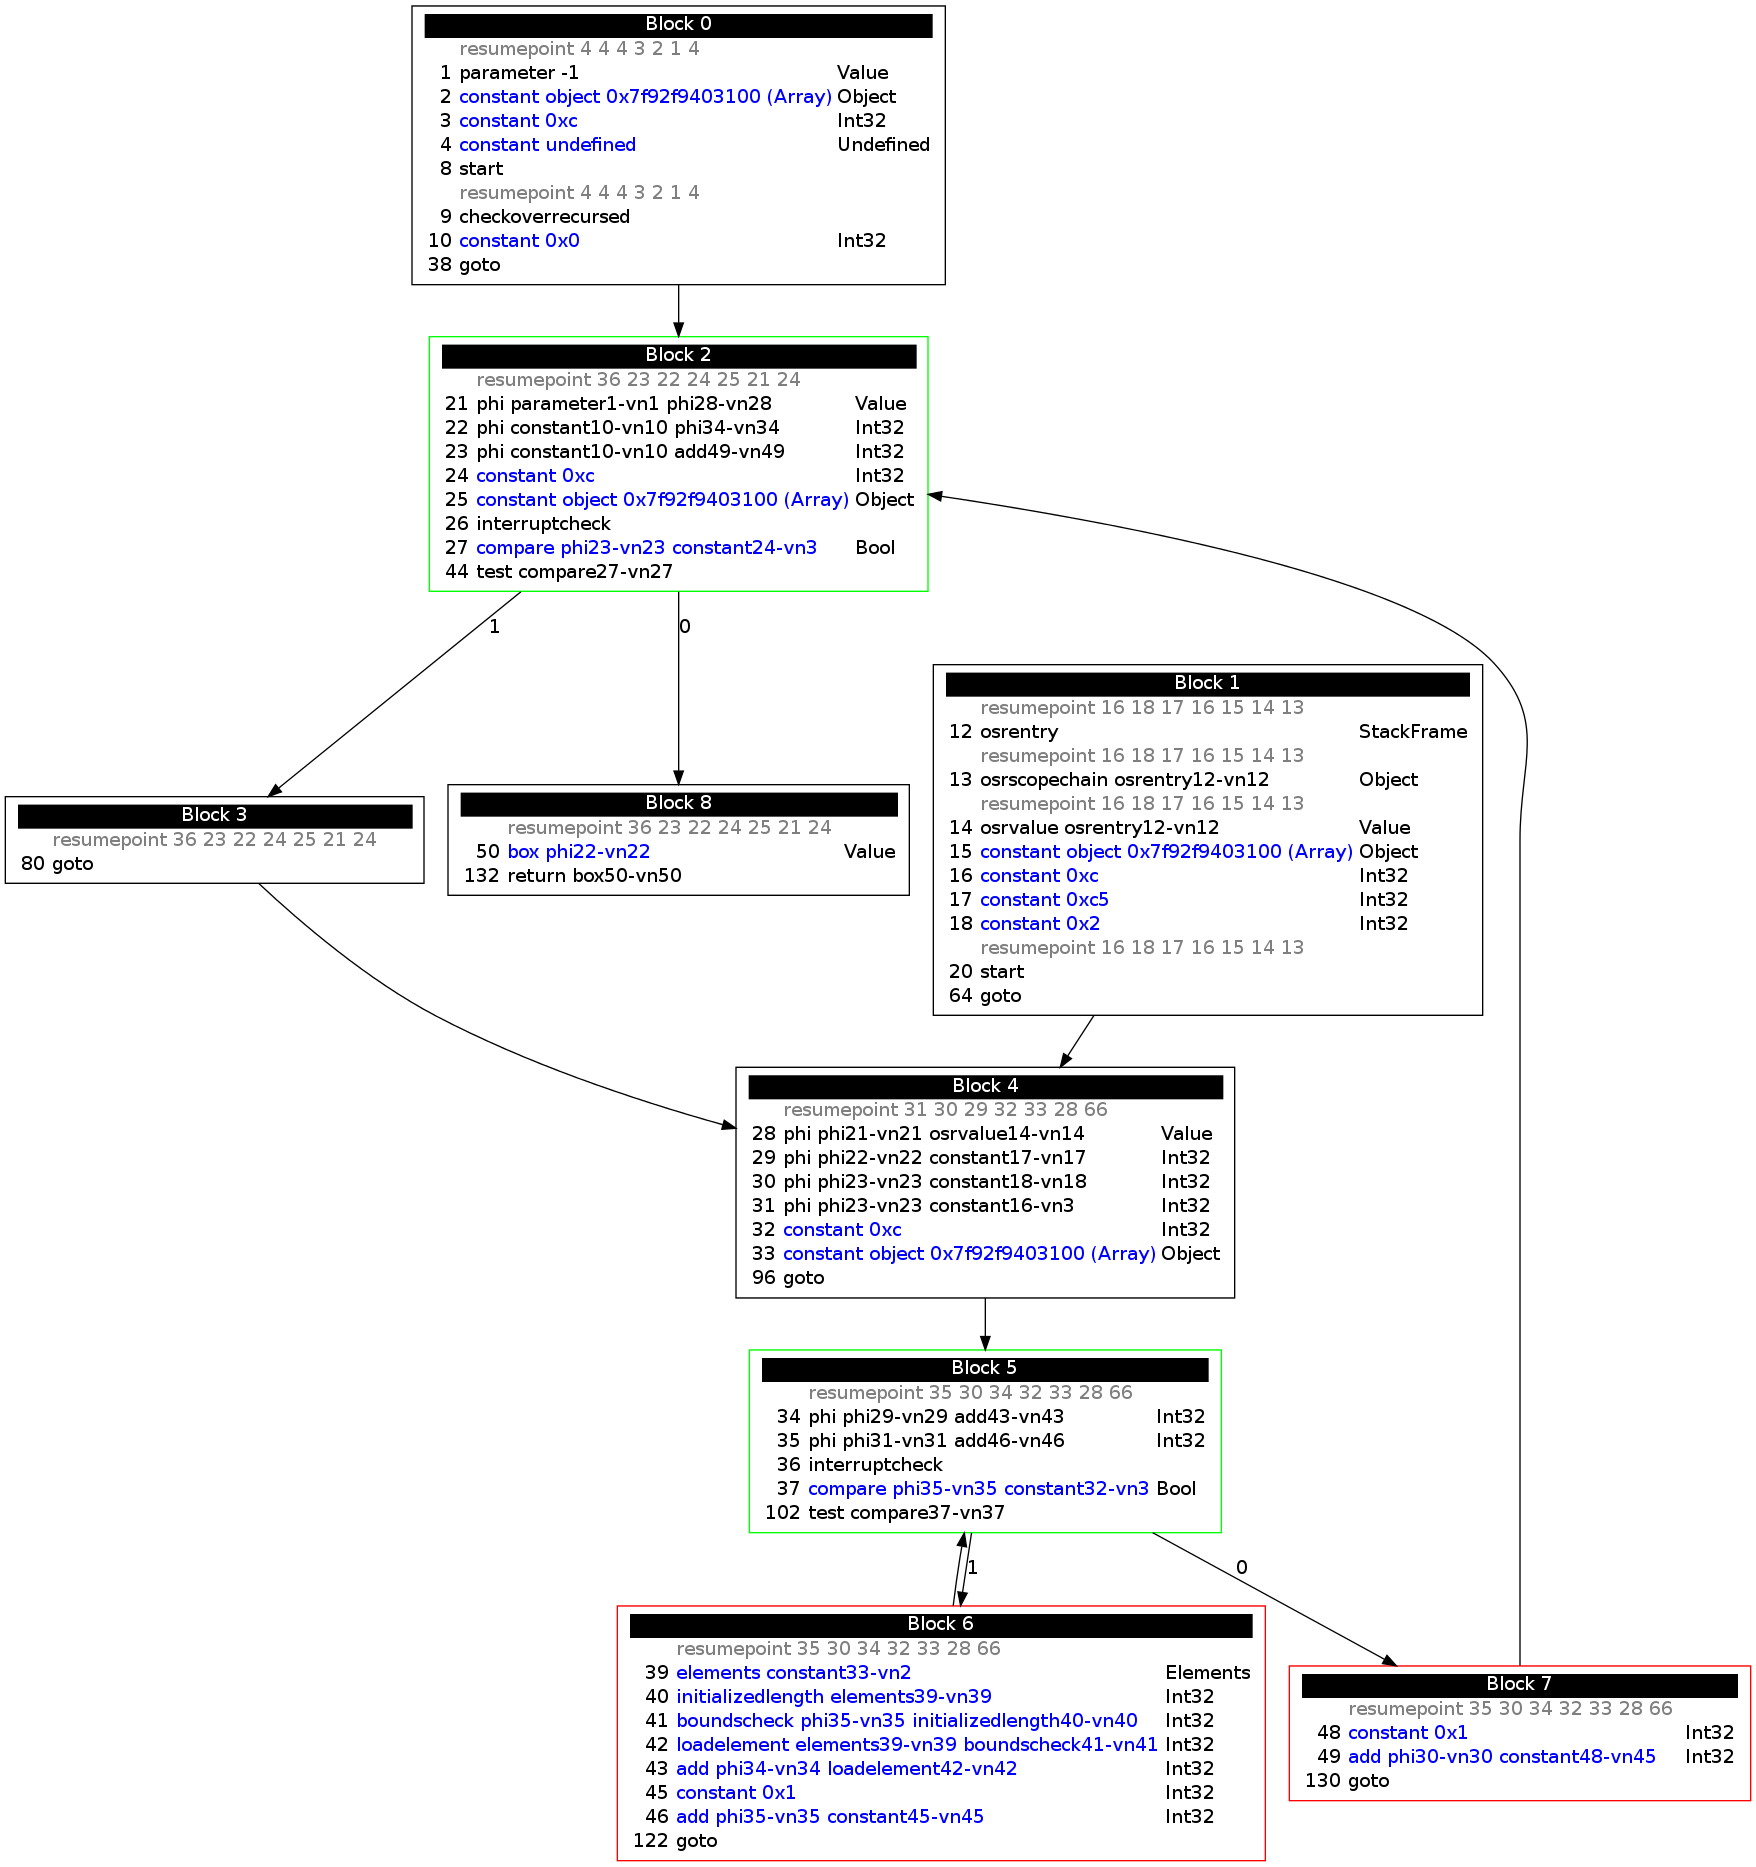 Block 0
resumepoint 4 4 4 3 2 1 4
1 parameter -1 Value
2 constant object 0x7f92f9403100 (Array) Object
3 constant 0xc Int32
4 constant undefined Undefined
8 start
resumepoint 4 4 4 3 2 1 4
9 checkoverrecursed
10 constant 0x0 Int32
38 goto
Block 2
resumepoint 36 23 22 24 25 21 24
21 phi parameter1-vn1 phi28-vn28 Value
22 phi constant10-vn10 phi34-vn34 Int32
23 phi constant10-vn10 add49-vn49 Int32
24 constant 0xc Int32
25 constant object 0x7f92f9403100 (Array) Object
26 interruptcheck
27 compare phi23-vn23 constant24-vn3 Bool
44 test compare27-vn27
1
0
Block 1
resumepoint 16 18 17 16 15 14 13
12 osrentry StackFrame
resumepoint 16 18 17 16 15 14 13
13 osrscopechain osrentry12-vn12 Object
resumepoint 16 18 17 16 15 14 13
14 osrvalue osrentry12-vn12 Value
15 constant object 0x7f92f9403100 (Array) Object
16 constant 0xc Int32
17 constant 0xc5 Int32
18 constant 0x2 Int32
resumepoint 16 18 17 16 15 14 13
20 start
64 goto
Block 3
resumepoint 36 23 22 24 25 21 24
80 goto
Block 8
resumepoint 36 23 22 24 25 21 24
50 box phi22-vn22 Value
132 return box50-vn50
Block 4
resumepoint 31 30 29 32 33 28 66
28 phi phi21-vn21 osrvalue14-vn14 Value
29 phi phi22-vn22 constant17-vn17 Int32
30 phi phi23-vn23 constant18-vn18 Int32
31 phi phi23-vn23 constant16-vn3 Int32
32 constant 0xc Int32
33 constant object 0x7f92f9403100 (Array) Object
96 goto
Block 5
resumepoint 35 30 34 32 33 28 66
34 phi phi29-vn29 add43-vn43 Int32
35 phi phi31-vn31 add46-vn46 Int32
36 interruptcheck
37 compare phi35-vn35 constant32-vn3 Bool
102 test compare37-vn37
1
0
Block 6
resumepoint 35 30 34 32 33 28 66
39 elements constant33-vn2 Elements
40 initializedlength elements39-vn39 Int32
41 boundscheck phi35-vn35 initializedlength40-vn40 Int32
42 loadelement elements39-vn39 boundscheck41-vn41 Int32
43 add phi34-vn34 loadelement42-vn42 Int32
45 constant 0x1 Int32
46 add phi35-vn35 constant45-vn45 Int32
122 goto
Block 7
resumepoint 35 30 34 32 33 28 66
48 constant 0x1 Int32
49 add phi30-vn30 constant48-vn45 Int32
130 goto